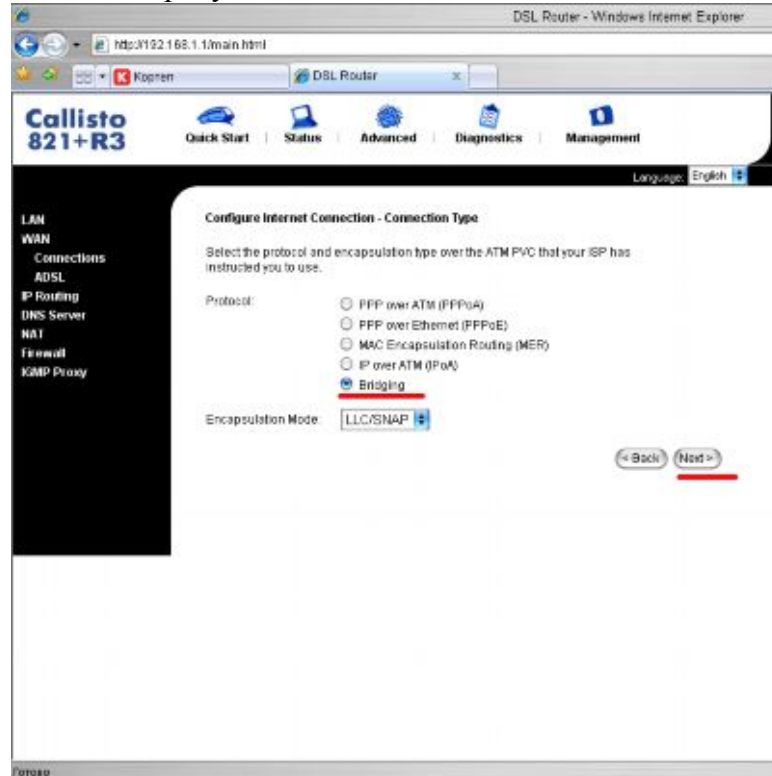 DSL Router - Windows Internet Explorer
http://192.168.1.1/main.html
DSL Router
Callisto
821+R3
Quick Start | Status | Advanced | Diagnostics | Management
Language: English
LAN
WAN
Connections
ADSL
IP Routing
DNS Server
NAT
Firewall
IGMP Proxy
Configure Internet Connection - Connection Type
Select the protocol and encapsulation type over the ATM PVC that your ISP has
instructed you to use.
Protocol:
PPP over ATM (PPPoA)
PPP over Ethernet (PPPoE)
MAC Encapsulation Routing (MER)
IP over ATM (IPoA)
Bridging
Encapsulation Mode: LLC/SNAP
< Back Next >
Готово